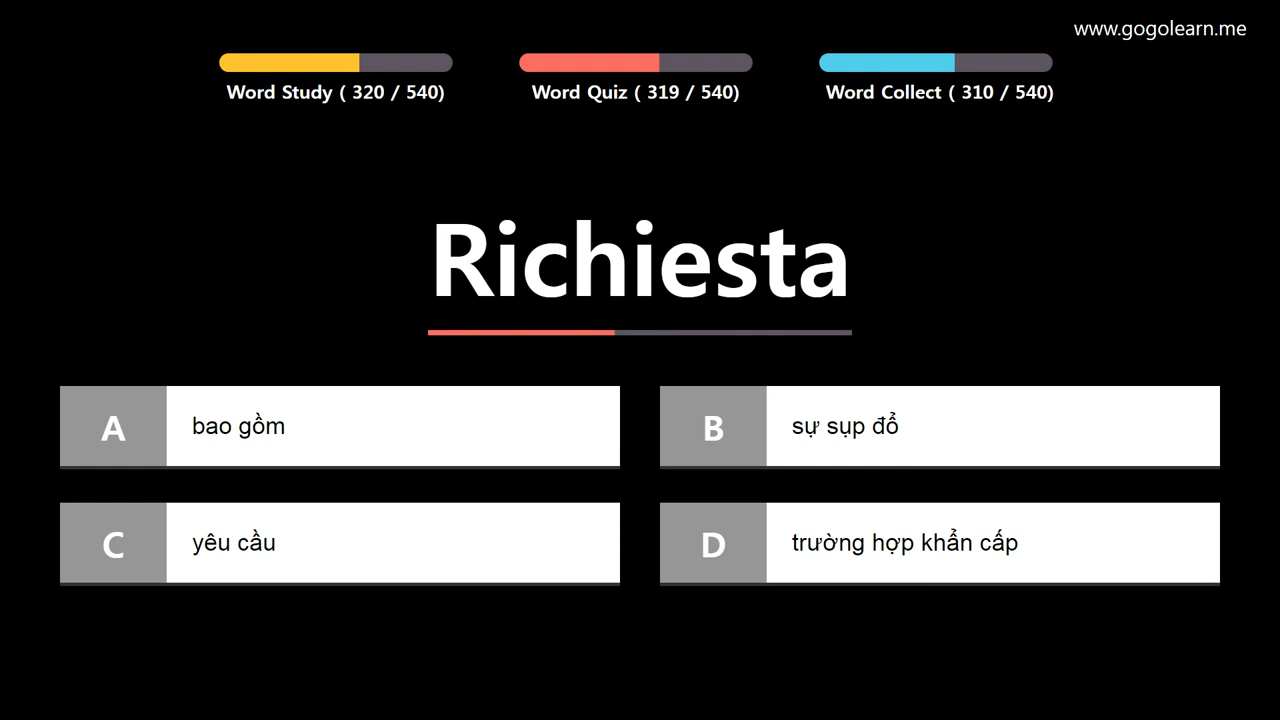 www.gogolearn.me
Word Study ( 320 / 540)
Word Quiz ( 319 / 540)
Word Collect ( 310 / 540)
Richiesta
A
bao gồm
B
sự sụp đổ
C
yêu cầu
D
trường hợp khẩn cấp